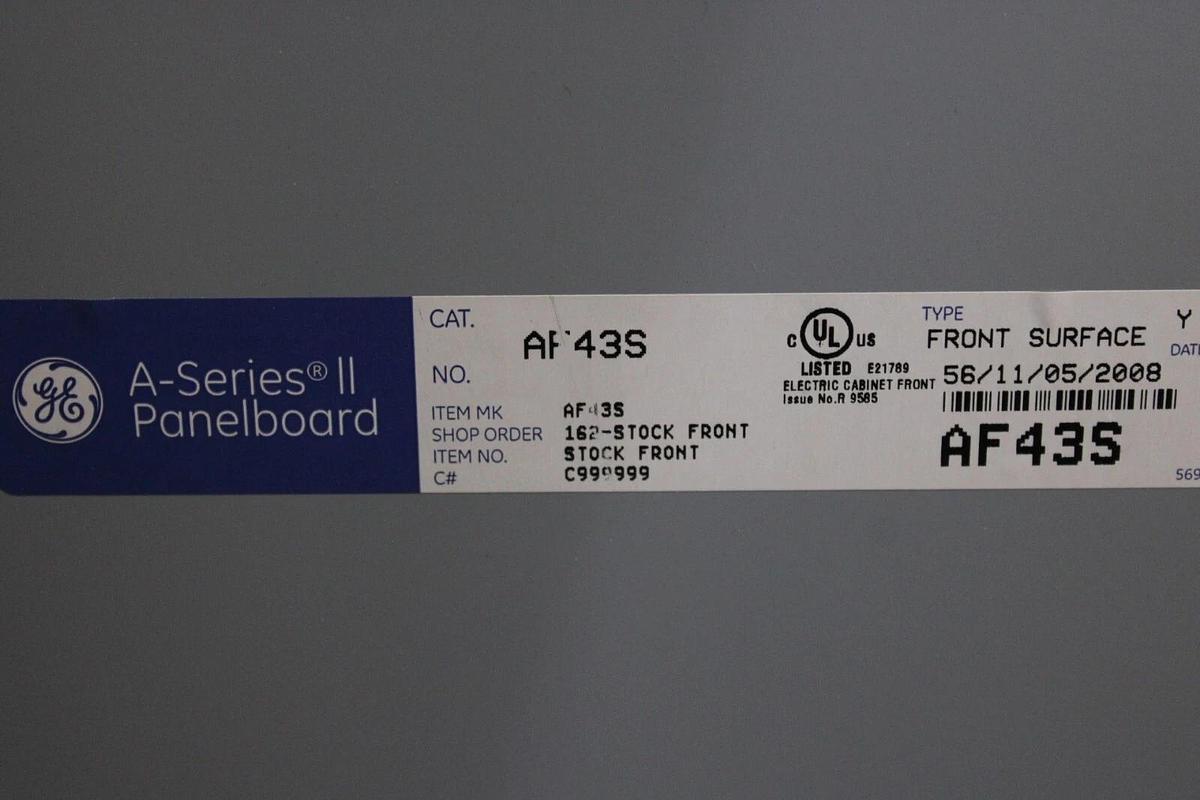 GE
A-Series® II
Panelboard
CAT.
NO.
AF43S
ITEM MK AF43S
SHOP ORDER 162-STOCK FRONT
ITEM NO. STOCK FRONT
C# C999999
C UL US
LISTED E21789
ELECTRIC CABINET FRONT
Issue No.R 9585
TYPE
FRONT SURFACE Y
56/11/05/2008
AF43S
569